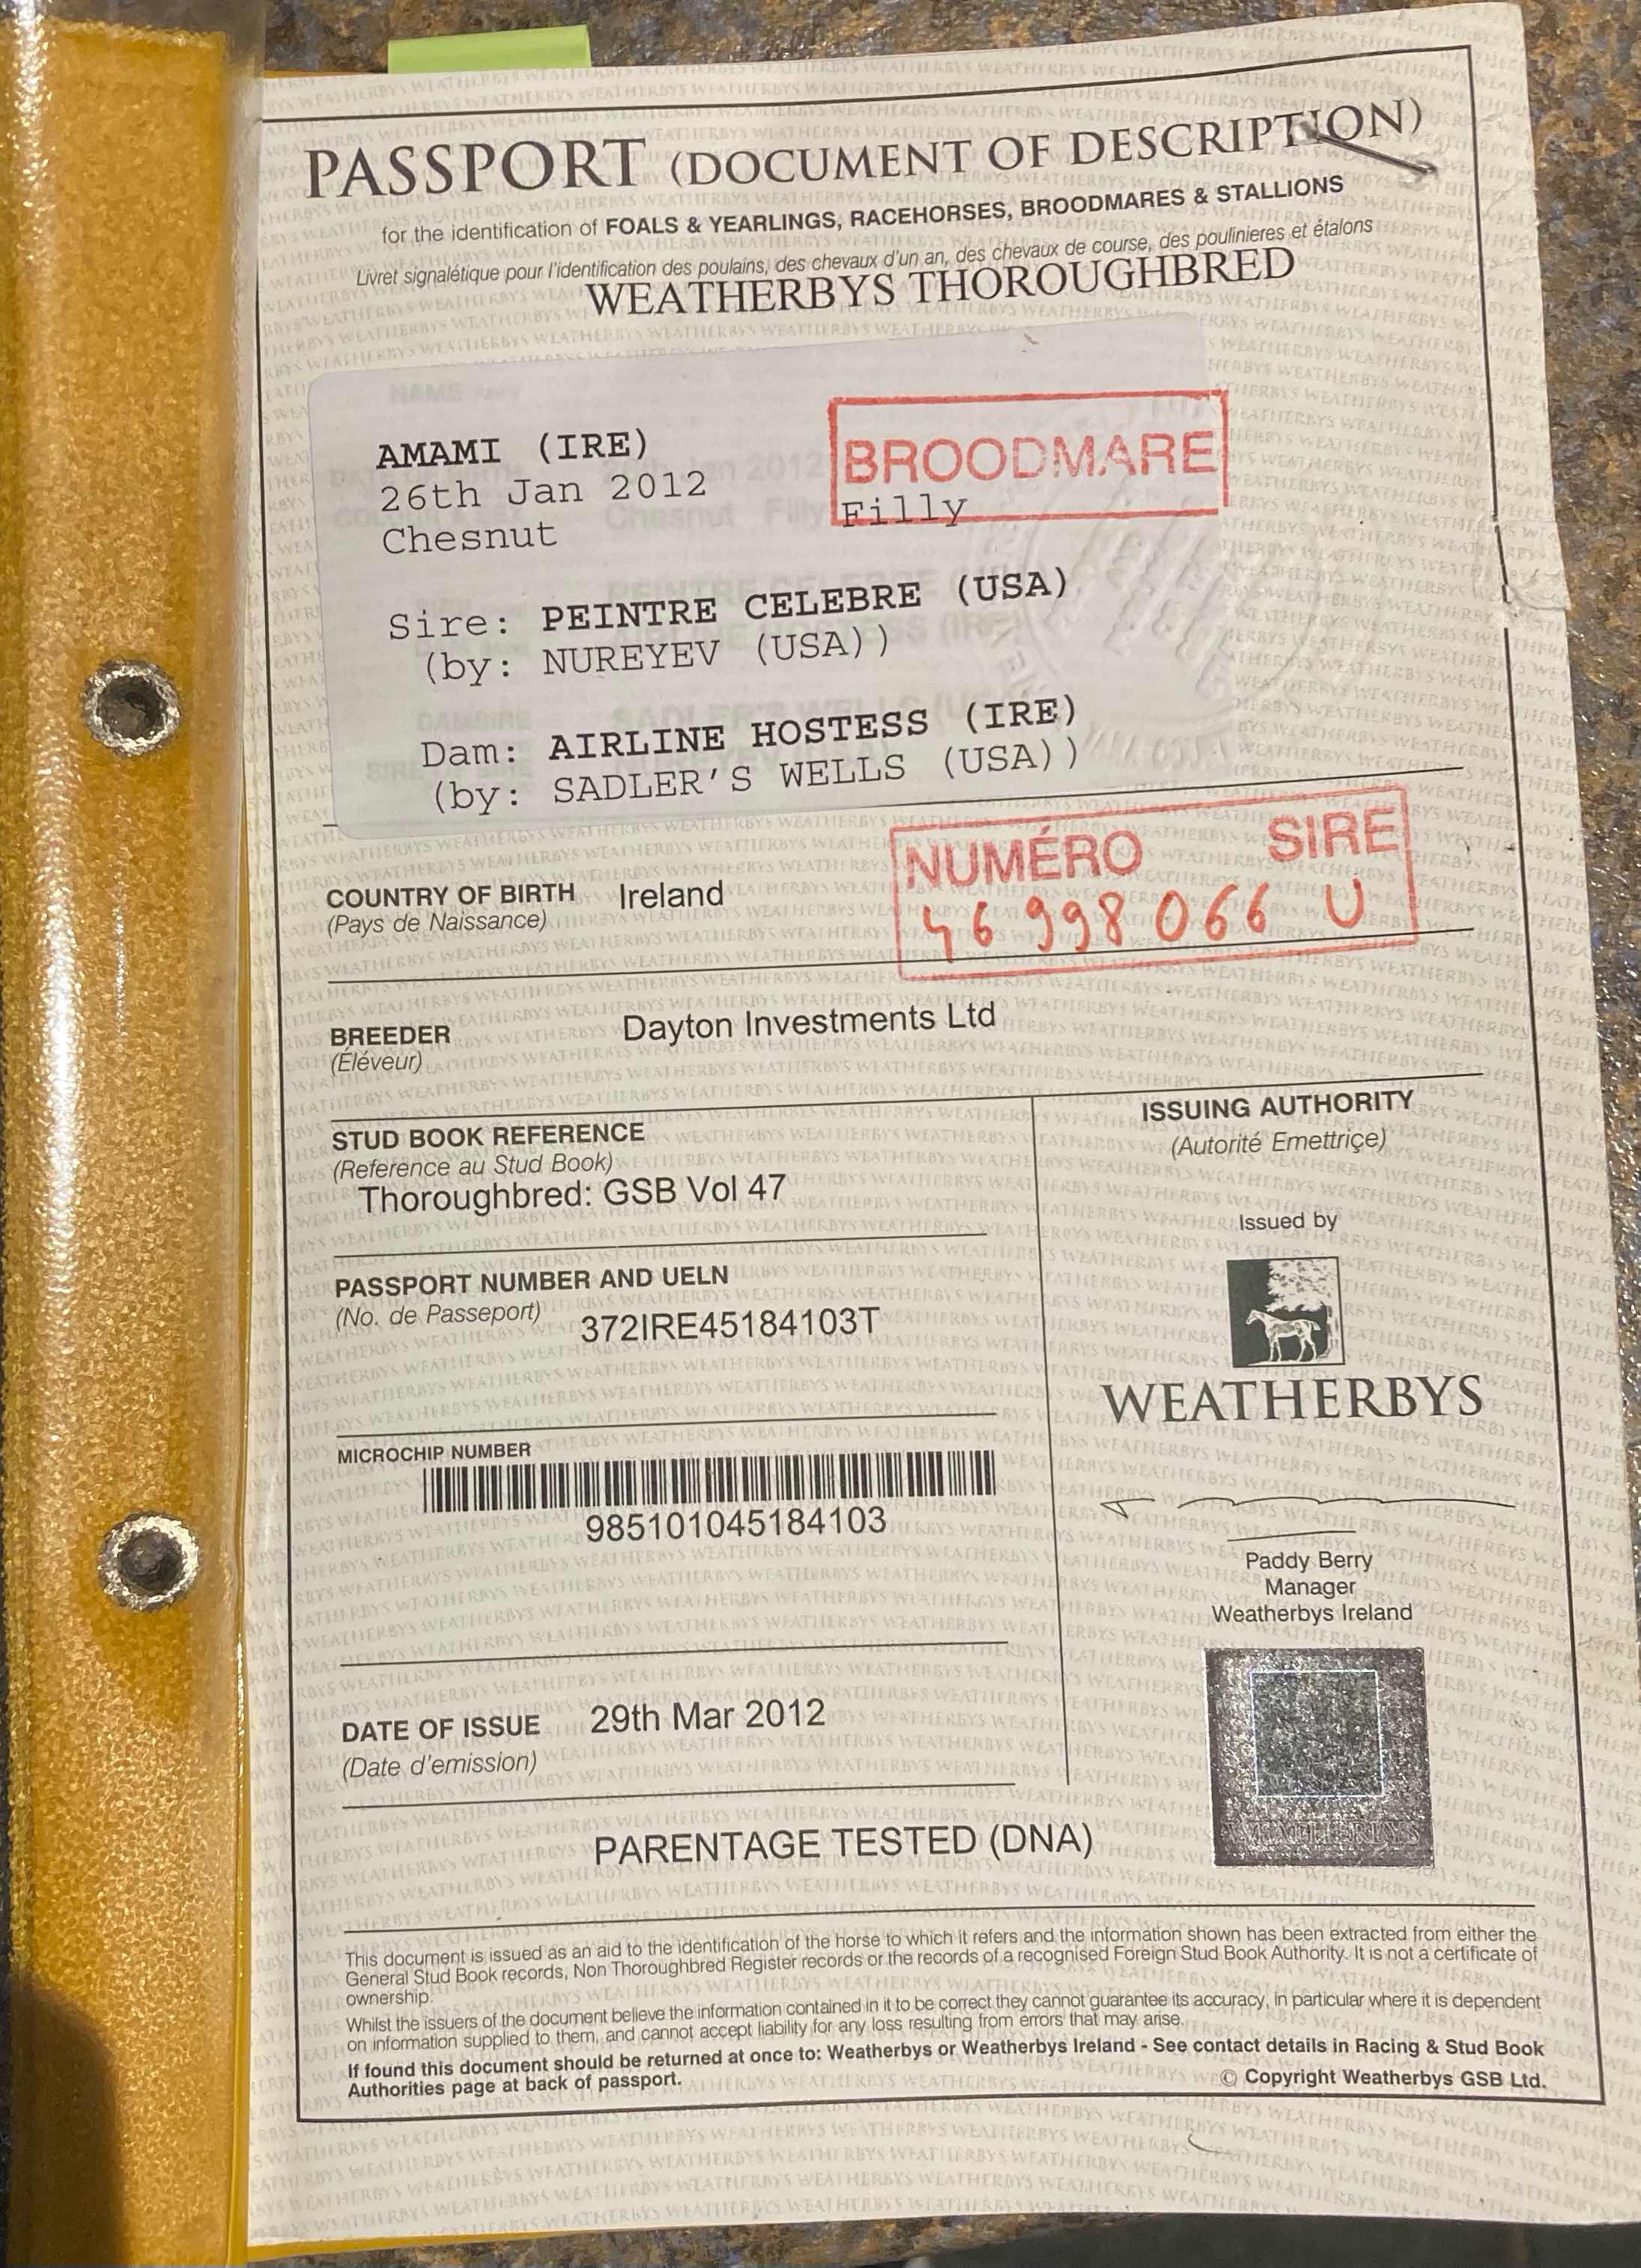 PASSPORT (DOCUMENT OF DESCRIPTION)
for the identification of FOALS & YEARLINGS, RACEHORSES, BROODMARES & STALLIONS
Livret signalétique pour l'identification des poulains, des chevaux d'un an, des chevaux de course, des poulinieres et étalons
WEATHERBYS THOROUGHBRED
AMAMI (IRE)
BROODMARE
26th Jan 2012
Filly
Chesnut
Sire: PEINTRE CELEBRE (USA)
(by: NUREYEV (USA))
Dam: AIRLINE HOSTESS (IRE)
(by: SADLER'S WELLS (USA))
NUMÉRO SIRE
46 998 066 U
COUNTRY OF BIRTH Ireland
(Pays de Naissance)
BREEDER Dayton Investments Ltd
(Éléveur)
STUD BOOK REFERENCE
(Reference au Stud Book)
Thoroughbred: GSB Vol 47
PASSPORT NUMBER AND UELN
(No. de Passeport) 372IRE45184103T
MICROCHIP NUMBER
985101045184103
DATE OF ISSUE 29th Mar 2012
(Date d'emission)
ISSUING AUTHORITY
(Autorité Emettriçe)
Issued by
WEATHERBYS
Paddy Berry
Manager
Weatherbys Ireland
WEATHERBYS
PARENTAGE TESTED (DNA)
This document is issued as an aid to the identification of the horse to which it refers and the information shown has been extracted from either the
General Stud Book records, Non Thoroughbred Register records or the records of a recognised Foreign Stud Book Authority. It is not a certificate of
ownership.
Whilst the issuers of the document believe the information contained in it to be correct they cannot guarantee its accuracy, in particular where it is dependent
on information supplied to them, and cannot accept liability for any loss resulting from errors that may arise.
If found this document should be returned at once to: Weatherbys or Weatherbys Ireland - See contact details in Racing & Stud Book
Authorities page at back of passport.
© Copyright Weatherbys GSB Ltd.